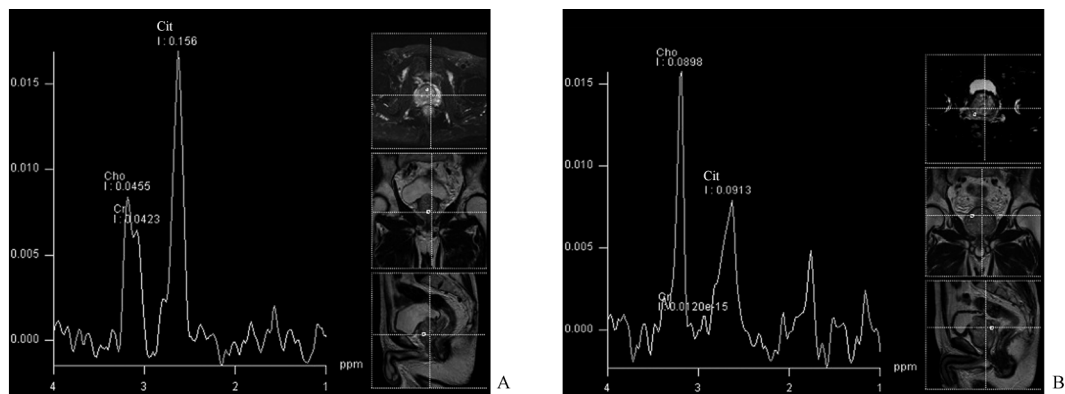 Cit
I : 0.156
0.015
Cho
I : 0.0455
0.010
Cr
I : 0.0423
0.005
0.000
4
3
2
1
ppm
A
Cho
I : 0.0898
0.015
Cit
I : 0.0913
0.010
0.005
Cr
0.000
4
3
2
1
ppm
B